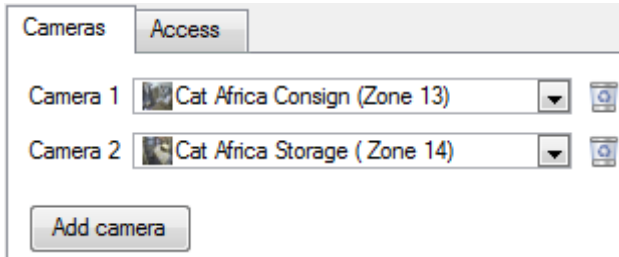 Cameras Access
Camera 1 Cat Africa Consign (Zone 13)
Camera 2 Cat Africa Storage ( Zone 14)
Add camera